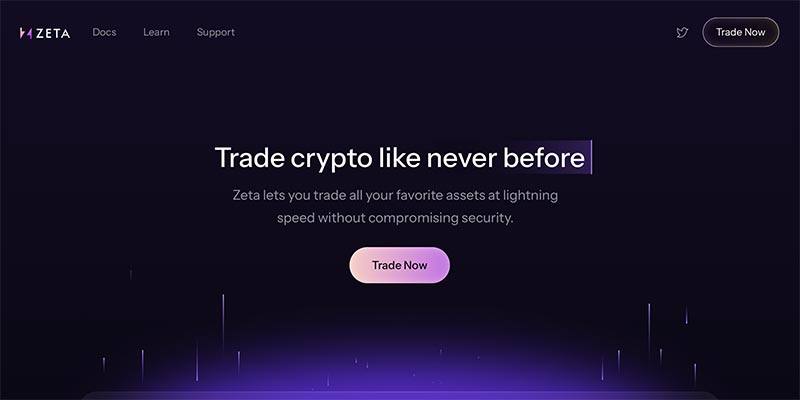 ZETA
Docs
Learn
Support
Trade Now
Trade crypto like never before
Zeta lets you trade all your favorite assets at lightning
speed without compromising security.
Trade Now